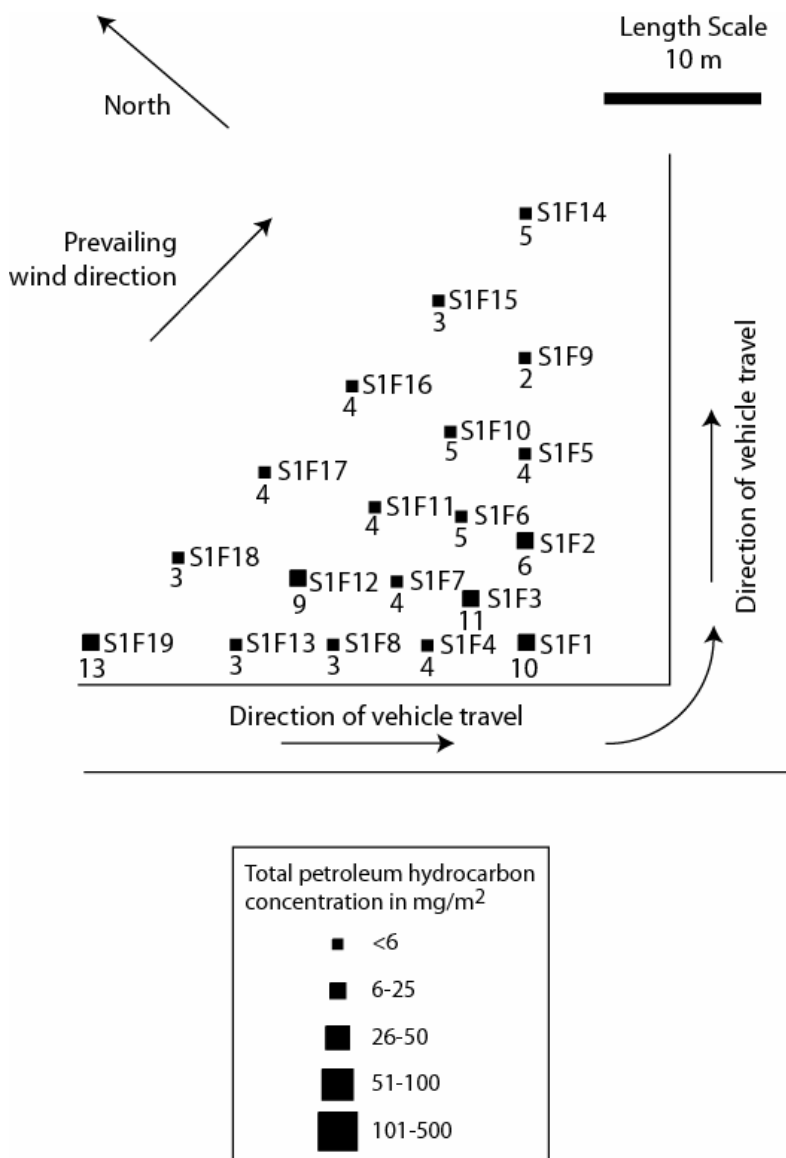 Length Scale
10 m
North
Prevailing
wind direction
S1F14
5
S1F15
3
S1F9
2
S1F16
4
S1F10
5
S1F5
4
S1F17
4
S1F11
4
S1F6
5
S1F2
6
S1F18
3
S1F12
9
S1F7
4
S1F3
11
S1F19
13
S1F13
3
S1F8
3
S1F4
4
S1F1
10
Direction of vehicle travel
Direction of vehicle travel
Total petroleum hydrocarbon
concentration in mg/m²
<6
6-25
26-50
51-100
101-500